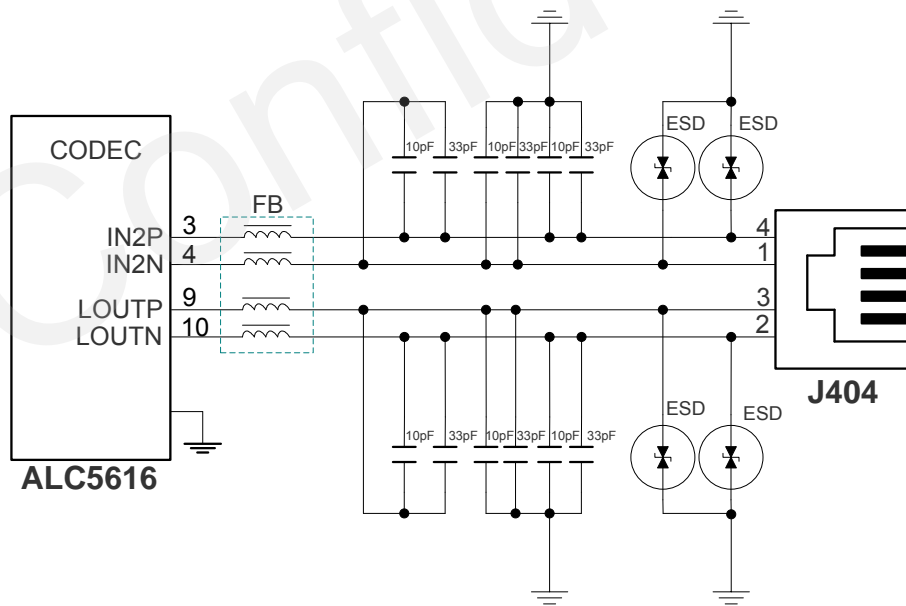 Confid
CODEC
ESD
ESD
10pF 33pF 10pF 33pF 10pF 33pF
FB
IN2P 3
IN2N 4
LOUTP 9
LOUTN 10
4
1
3
2
J404
ESD
ESD
10pF 33pF 10pF 33pF 10pF 33pF
ALC5616